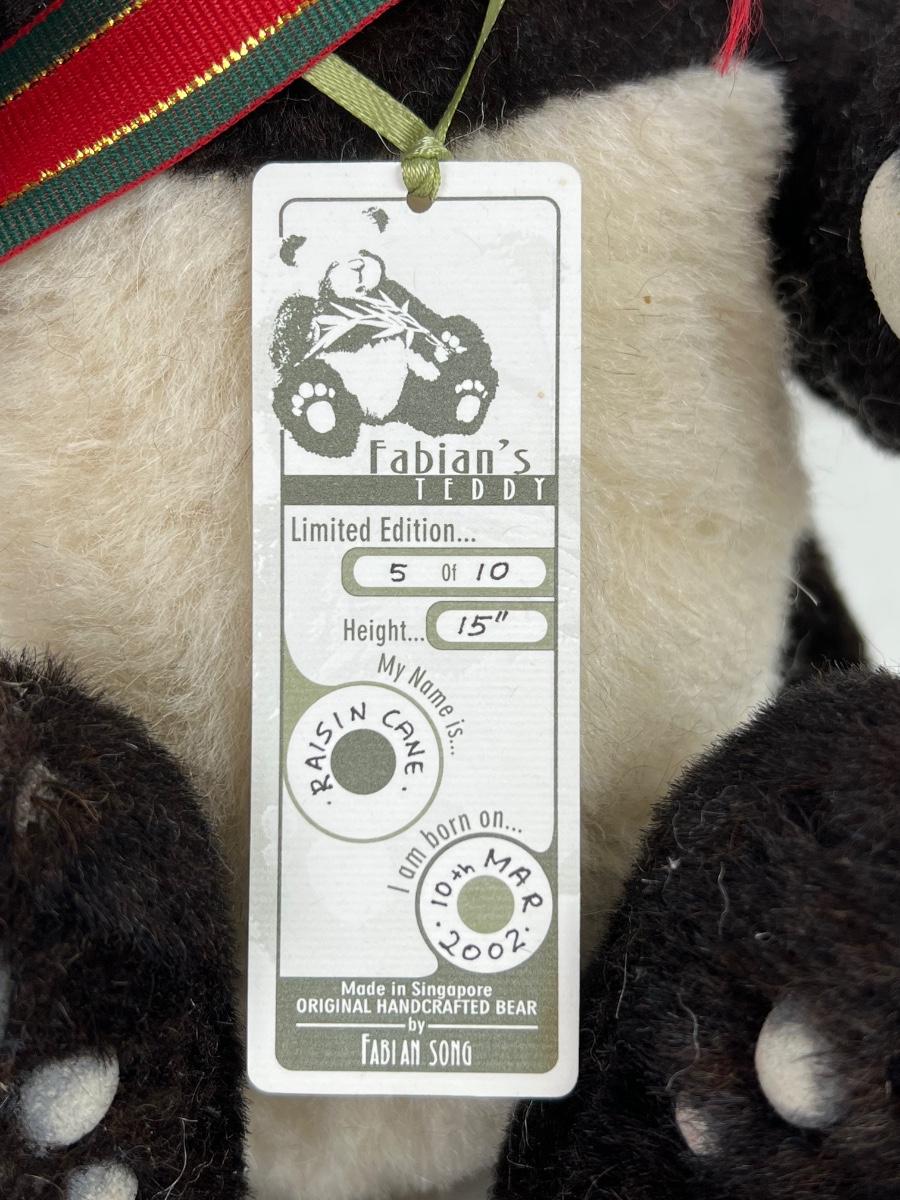 Fabian's
TEDDY
Limited Edition...
5 Of 10
Height... 15"
My Name is...
RAISIN CANE
I am born on...
10th MAR
2002
Made in Singapore
ORIGINAL HANDCRAFTED BEAR
by
FABIAN SONG